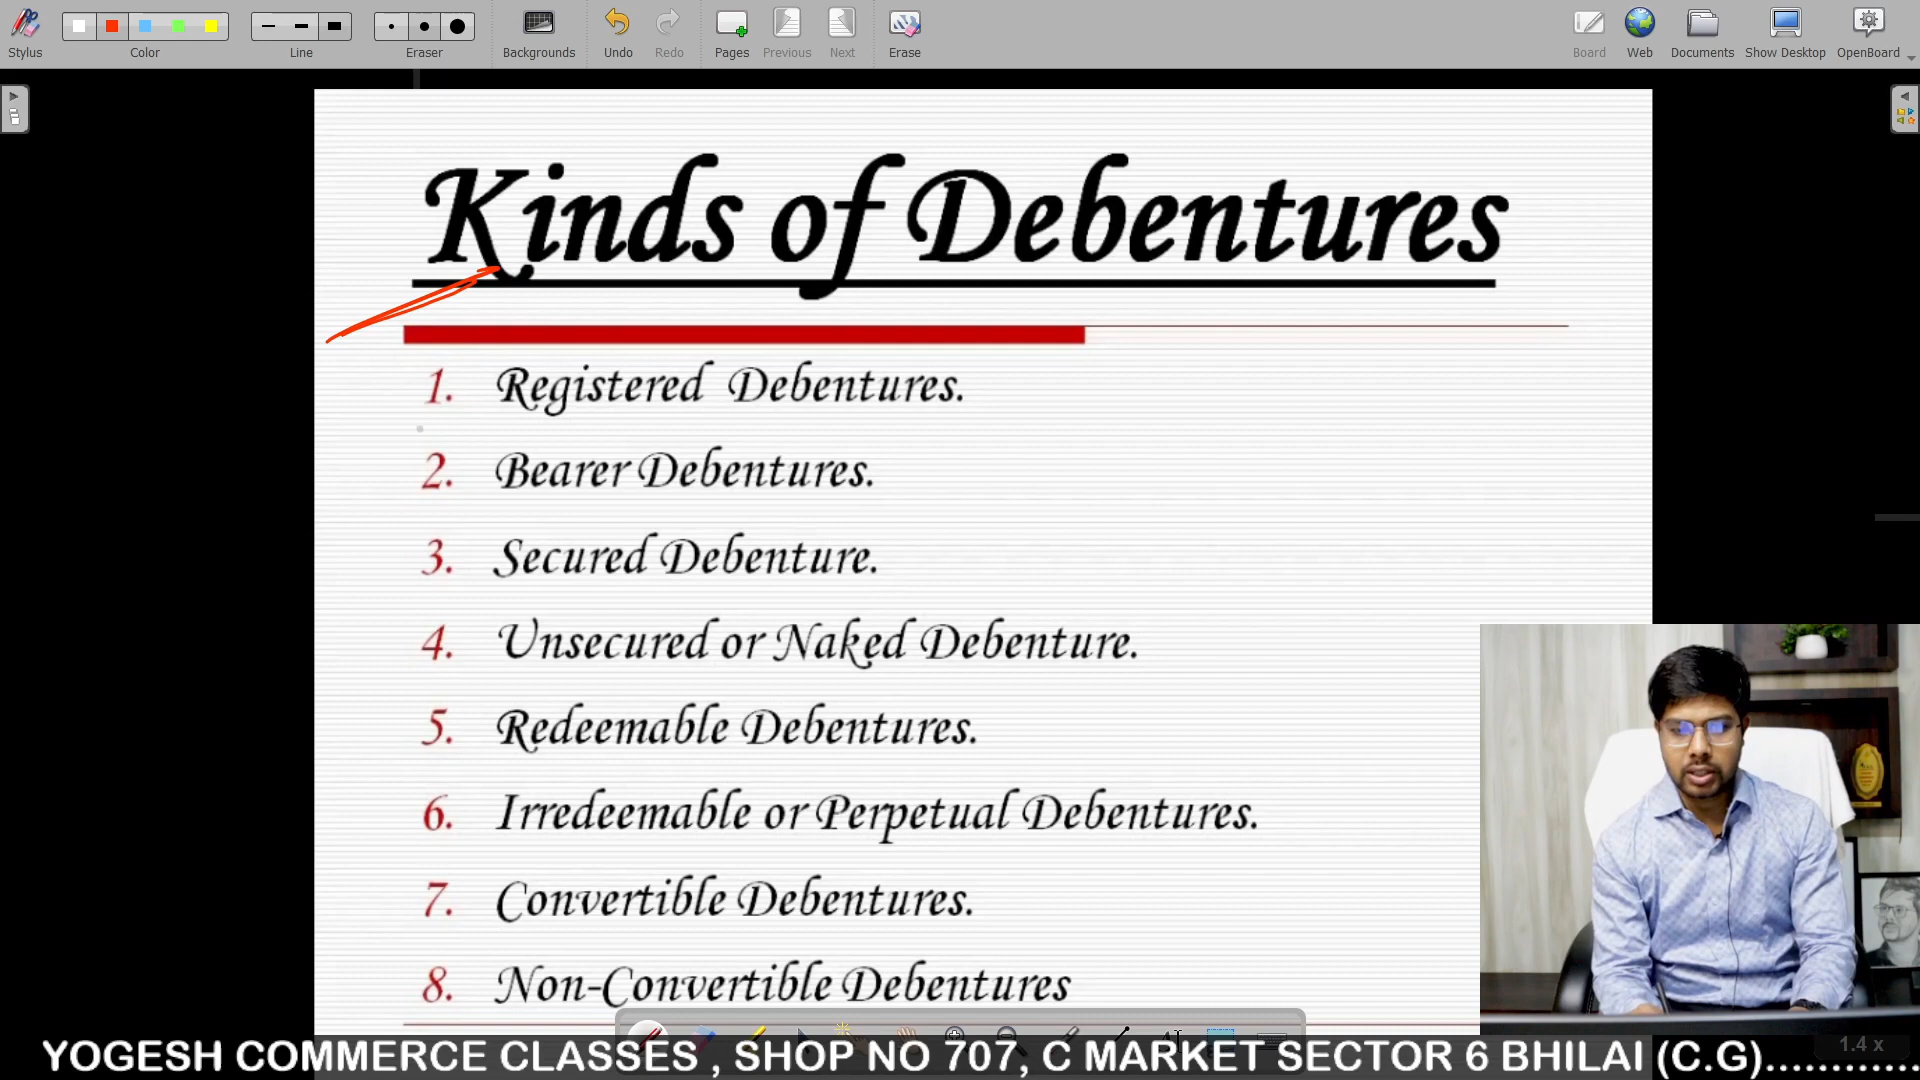 Stylus Color Line Eraser Backgrounds Undo Redo Pages Previous Next Erase Board Web Documents Show Desktop OpenBoard
Kinds of Debentures
1. Registered Debentures.
2. Bearer Debentures.
3. Secured Debenture.
4. Unsecured or Naked Debenture.
5. Redeemable Debentures.
6. Irredeemable or Perpetual Debentures.
7. Convertible Debentures.
8. Non-Convertible Debentures
YOGESH COMMERCE CLASSES , SHOP NO 707, C MARKET SECTOR 6 BHILAI (C.G)............
1.4 x